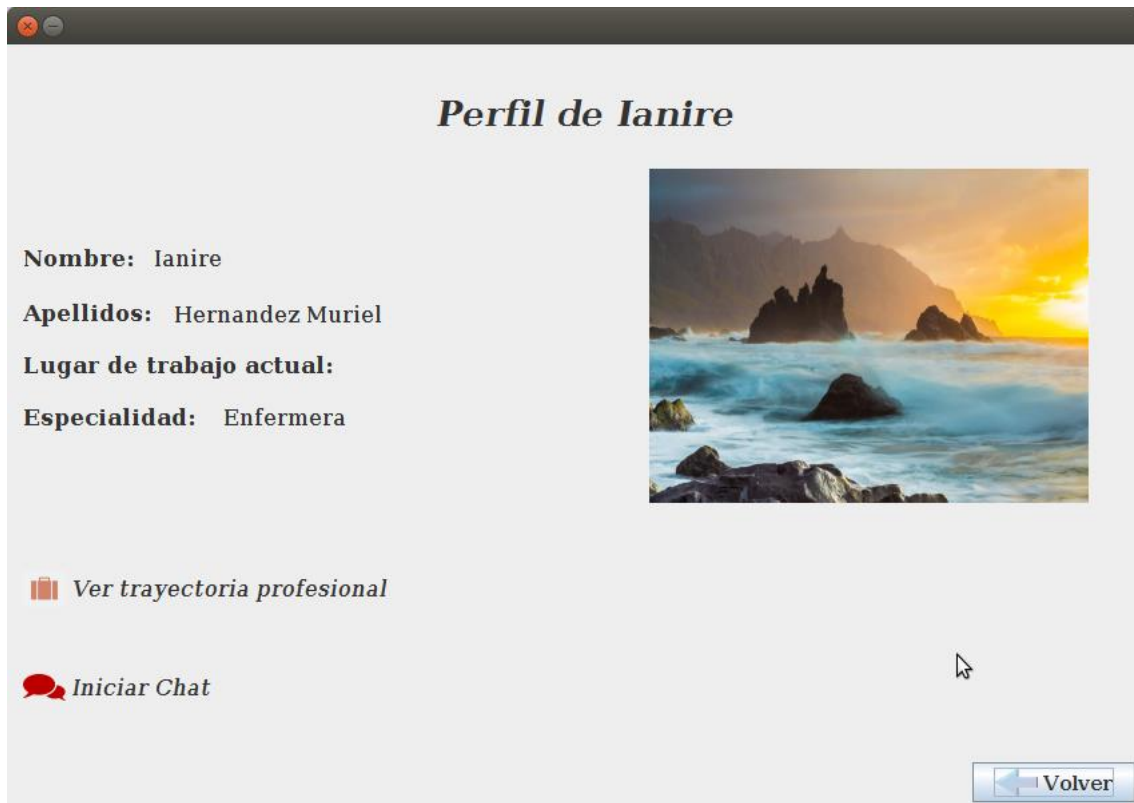 Perfil de Ianire
Nombre: Ianire
Apellidos: Hernandez Muriel
Lugar de trabajo actual:
Especialidad: Enfermera
Ver trayectoria profesional
Iniciar Chat
Volver